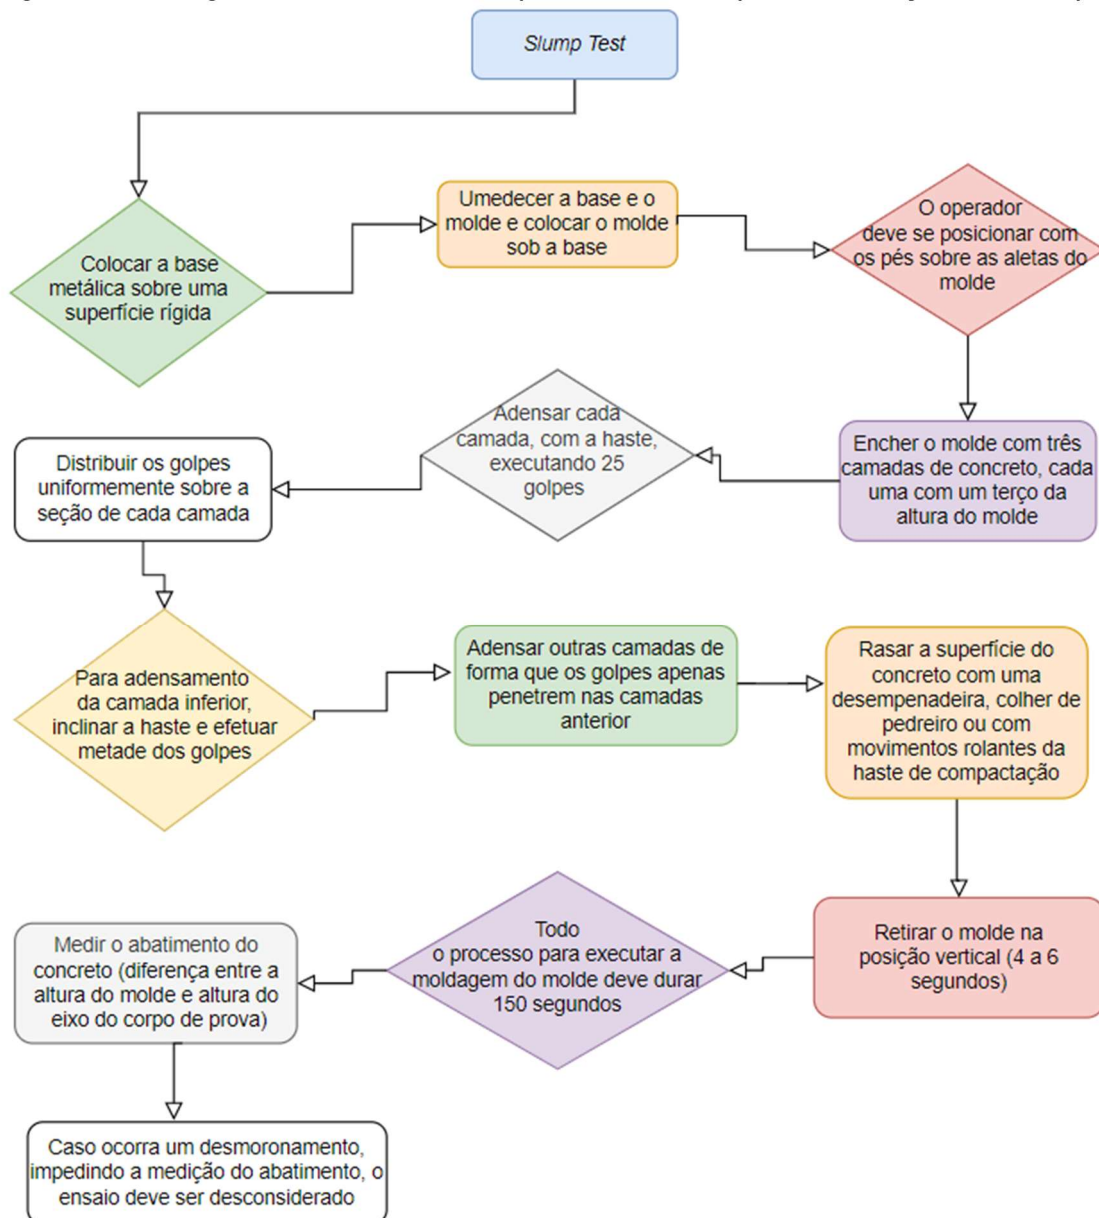 Slump Test
Colocar a base
metálica sobre uma
superfície rígida
Umedecer a base e o
molde e colocar o molde
sob a base
O operador
deve se posicionar com
os pés sobre as aletas do
molde
Encher o molde com três
camadas de concreto, cada
uma com um terço da
altura do molde
Adensar cada
camada, com a haste,
executando 25
golpes
Distribuir os golpes
uniformemente sobre a
seção de cada camada
Para adensamento
da camada inferior,
inclinar a haste e efetuar
metade dos golpes
Adensar outras camadas de
forma que os golpes apenas
penetrem nas camadas
anterior
Rasar a superfície do
concreto com uma
desempenadeira, colher de
pedreiro ou com
movimentos rolantes da
haste de compactação
Retirar o molde na
posição vertical (4 a 6
segundos)
Todo
o processo para executar a
moldagem do molde deve durar
150 segundos
Medir o abatimento do
concreto (diferença entre a
altura do molde e altura do
eixo do corpo de prova)
Caso ocorra um desmoronamento,
impedindo a medição do abatimento, o
ensaio deve ser desconsiderado